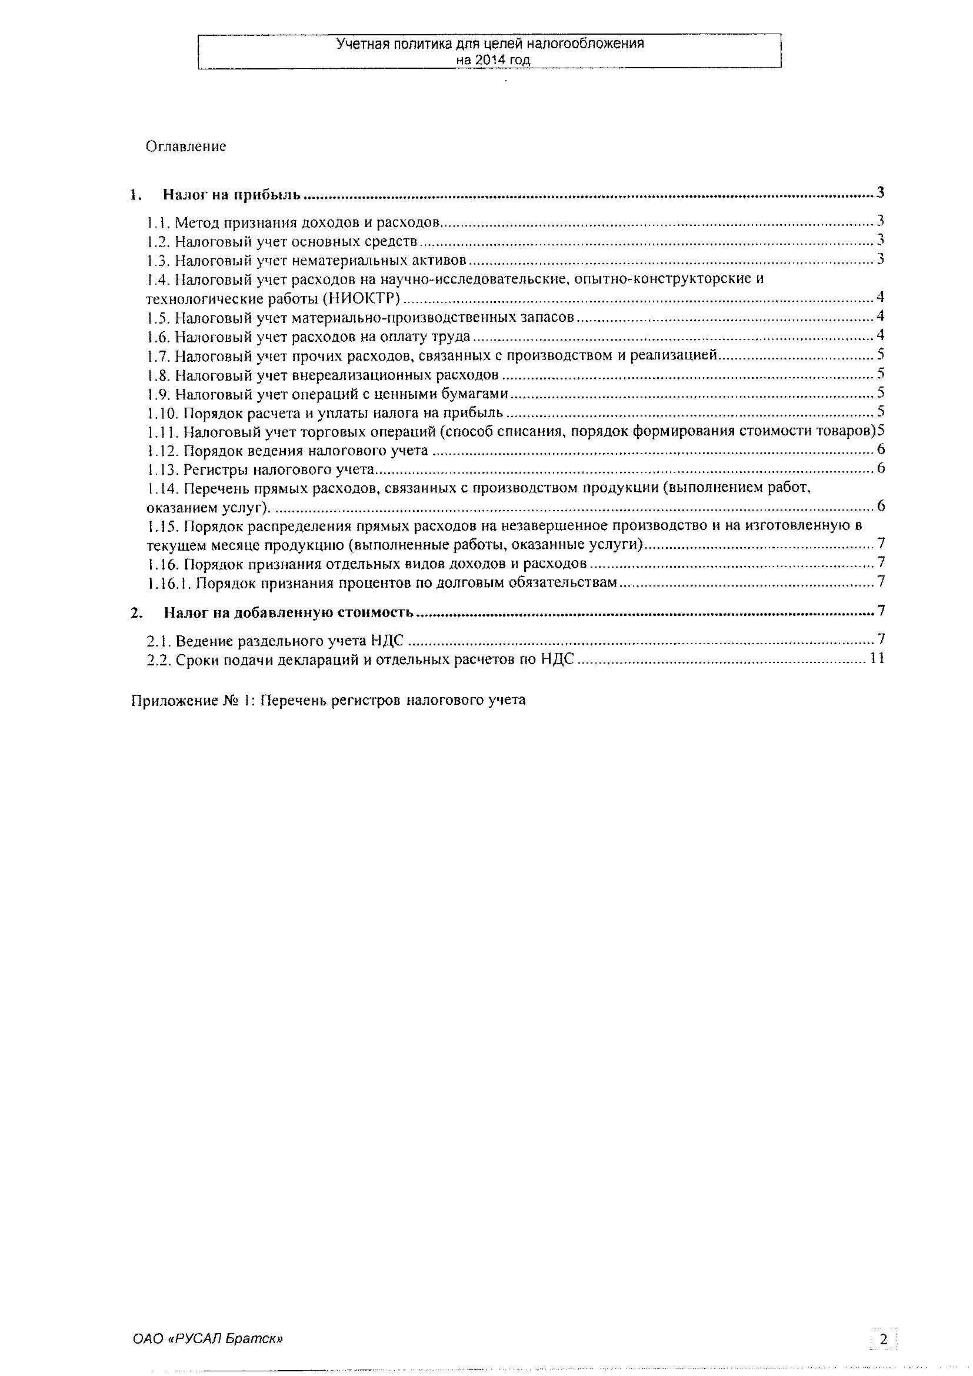 Учетная политика для целей налогообложения
на 2014 год
Оглавление
1. Налог на прибыль 3
1.1. Метод признания доходов и расходов 3
1.2. Налоговый учет основных средств 3
1.3. Налоговый учет нематериальных активов 3
1.4. Налоговый учет расходов на научно-исследовательские, опытно-конструкторские и
технологические работы (НИОКТР) 4
1.5. Налоговый учет материально-производственных запасов 4
1.6. Налоговый учет расходов на оплату труда 4
1.7. Налоговый учет прочих расходов, связанных с производством и реализацией 5
1.8. Налоговый учет внереализационных расходов 5
1.9. Налоговый учет операций с ценными бумагами 5
1.10. Порядок расчета и уплаты налога на прибыль 5
1.11. Налоговый учет торговых операций (способ списания, порядок формирования стоимости товаров)5
1.12. Порядок ведения налогового учета 6
1.13. Регистры налогового учета 6
1.14. Перечень прямых расходов, связанных с производством продукции (выполнением работ,
оказанием услуг). 6
1.15. Порядок распределения прямых расходов на незавершенное производство и на изготовленную в
текущем месяце продукцию (выполненные работы, оказанные услуги) 7
1.16. Порядок признания отдельных видов доходов и расходов 7
1.16.1. Порядок признания процентов по долговым обязательствам 7
2. Налог на добавленную стоимость 7
2.1. Ведение раздельного учета НДС 7
2.2. Сроки подачи деклараций и отдельных расчетов по НДС 11
Приложение № 1: Перечень регистров налогового учета
ОАО «РУСАЛ Братск» 2